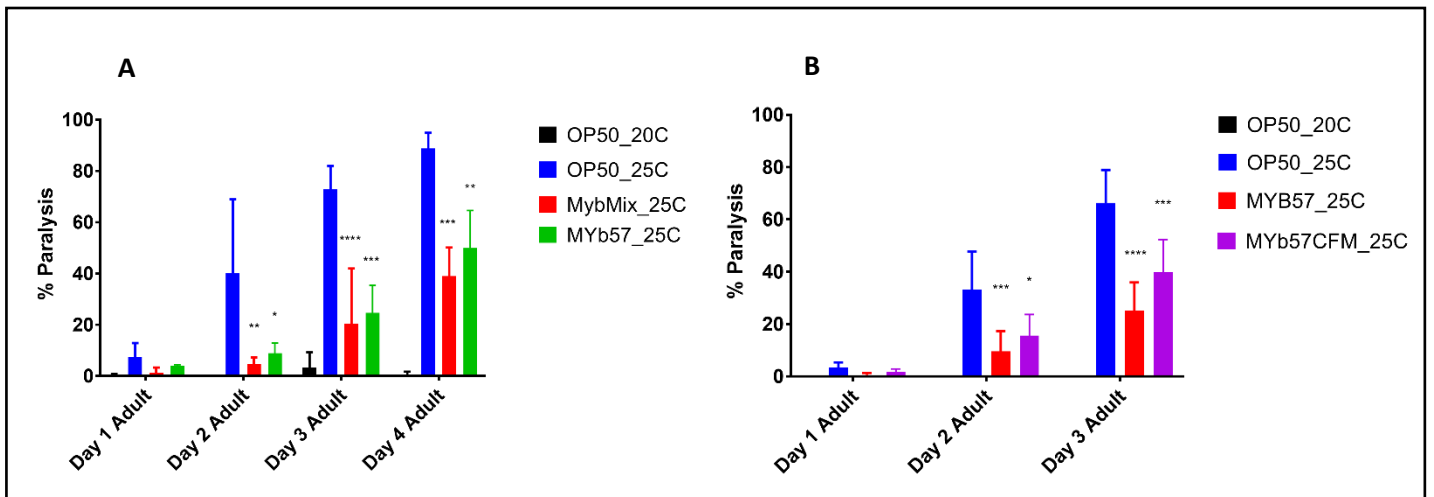 A
% Paralysis
100
80
60
40
20
0
** *
**** ***
*** **
Day 1 Adult
Day 2 Adult
Day 3 Adult
Day 4 Adult
OP50_20C
OP50_25C
MybMix_25C
MYb57_25C
B
% Paralysis
100
80
60
40
20
0
*** *
**** ***
Day 1 Adult
Day 2 Adult
Day 3 Adult
OP50_20C
OP50_25C
MYB57_25C
MYb57CFM_25C